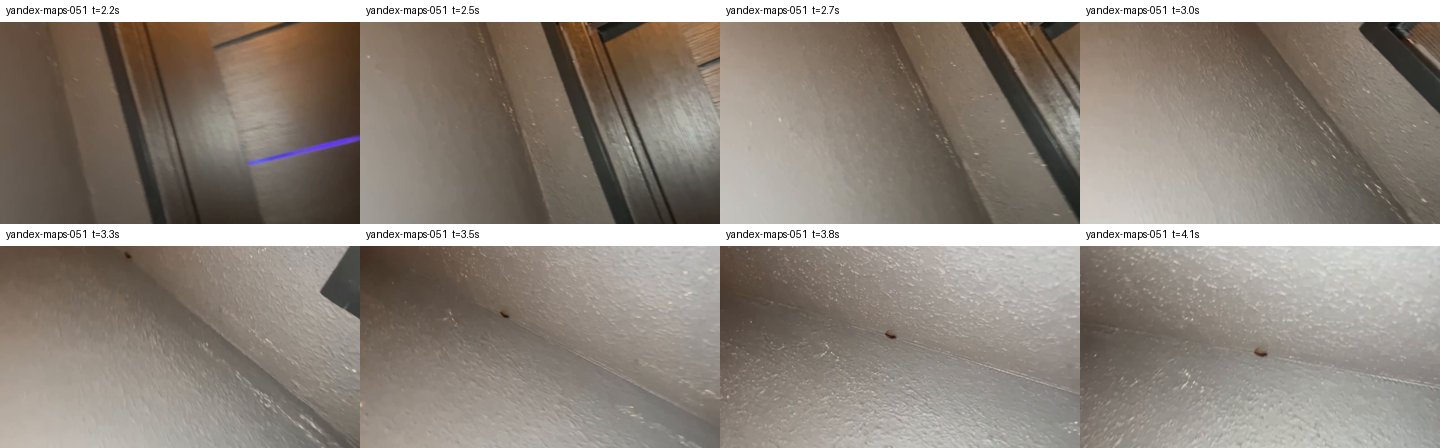 yandex-maps-051 t=2.2s
yandex-maps-051 t=2.5s
yandex-maps-051 t=2.7s
yandex-maps-051 t=3.0s
yandex-maps-051 t=3.3s
yandex-maps-051 t=3.5s
yandex-maps-051 t=3.8s
yandex-maps-051 t=4.1s